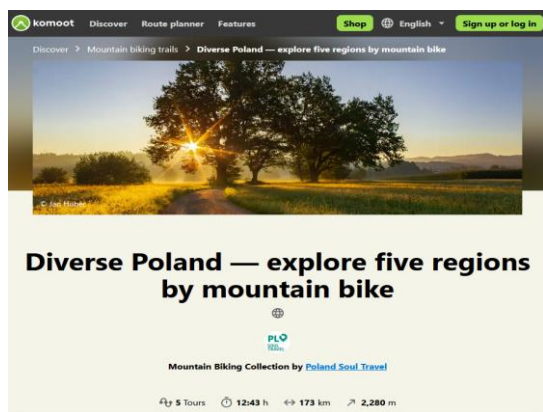 komoot Discover Route planner Features Shop English Sign up or log in
Discover > Mountain biking trails > Diverse Poland — explore five regions by mountain bike
© Jan Huber
Diverse Poland — explore five regions
by mountain bike
PL
Mountain Biking Collection by Poland Soul Travel
5 Tours 12:43 h 173 km 2,280 m